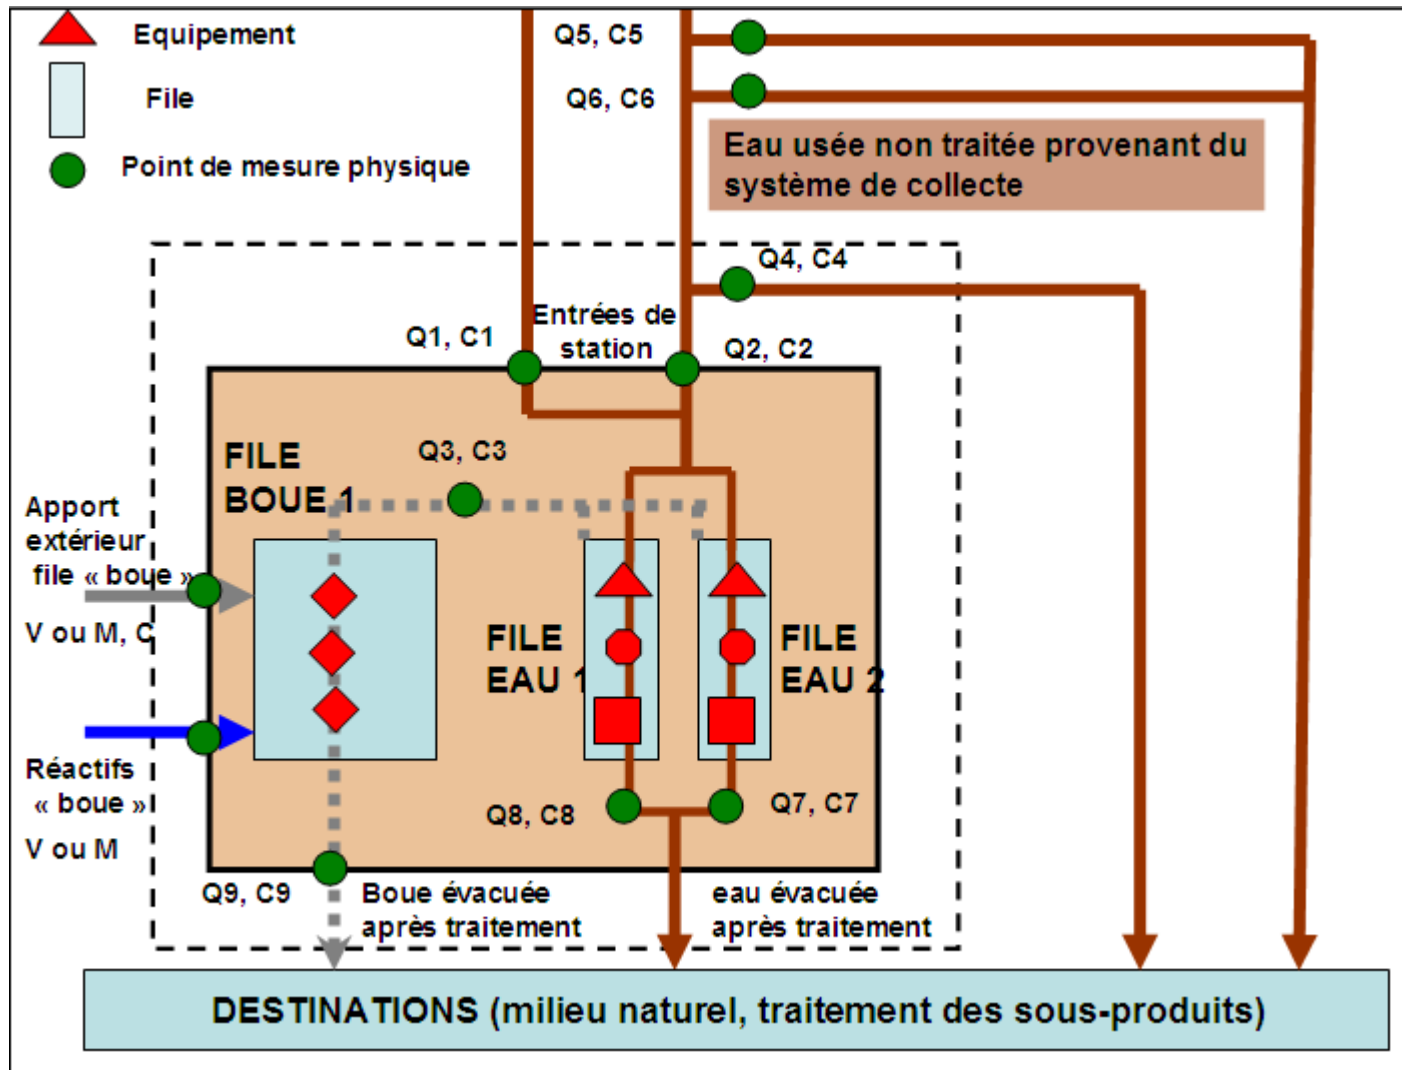 Equipement
File
Point de mesure physique
Q5, C5
Q6, C6
Eau usée non traitée provenant du
système de collecte
Q4, C4
Entrées de
station
Q1, C1
Q2, C2
FILE
BOUE 1
Q3, C3
Apport
extérieur
file « boue »
V ou M, C
FILE
EAU 1
FILE
EAU 2
Réactifs
« boue »
V ou M
Q8, C8
Q7, C7
Q9, C9
Boue évacuée
après traitement
eau évacuée
après traitement
DESTINATIONS (milieu naturel, traitement des sous-produits)